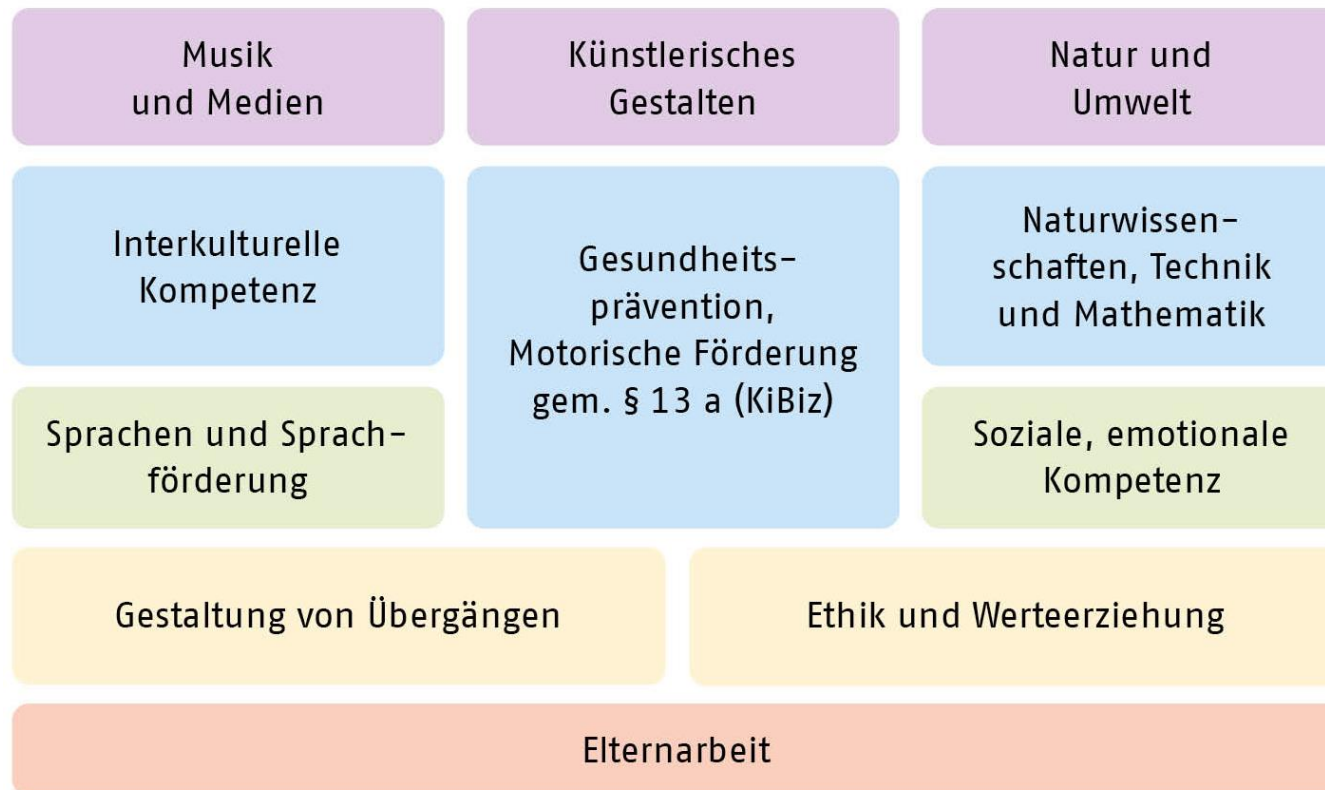 Musik
und Medien
Künstlerisches
Gestalten
Natur und
Umwelt
Interkulturelle
Kompetenz
Gesundheits-
prävention,
Motorische Förderung
gem. § 13 a (KiBiz)
Naturwissen-
schaften, Technik
und Mathematik
Sprachen und Sprach-
förderung
Soziale, emotionale
Kompetenz
Gestaltung von Übergängen
Ethik und Werteerziehung
Elternarbeit